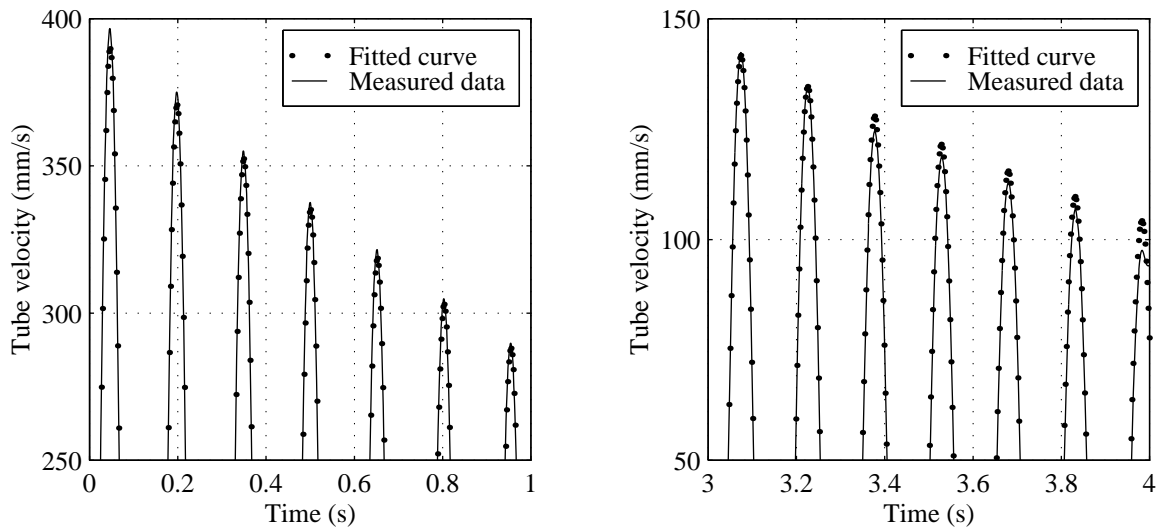 400
350
300
250
Tube velocity (mm/s)
0 0.2 0.4 0.6 0.8 1
Time (s)
Fitted curve
Measured data
150
100
50
Tube velocity (mm/s)
3 3.2 3.4 3.6 3.8 4
Time (s)
Fitted curve
Measured data